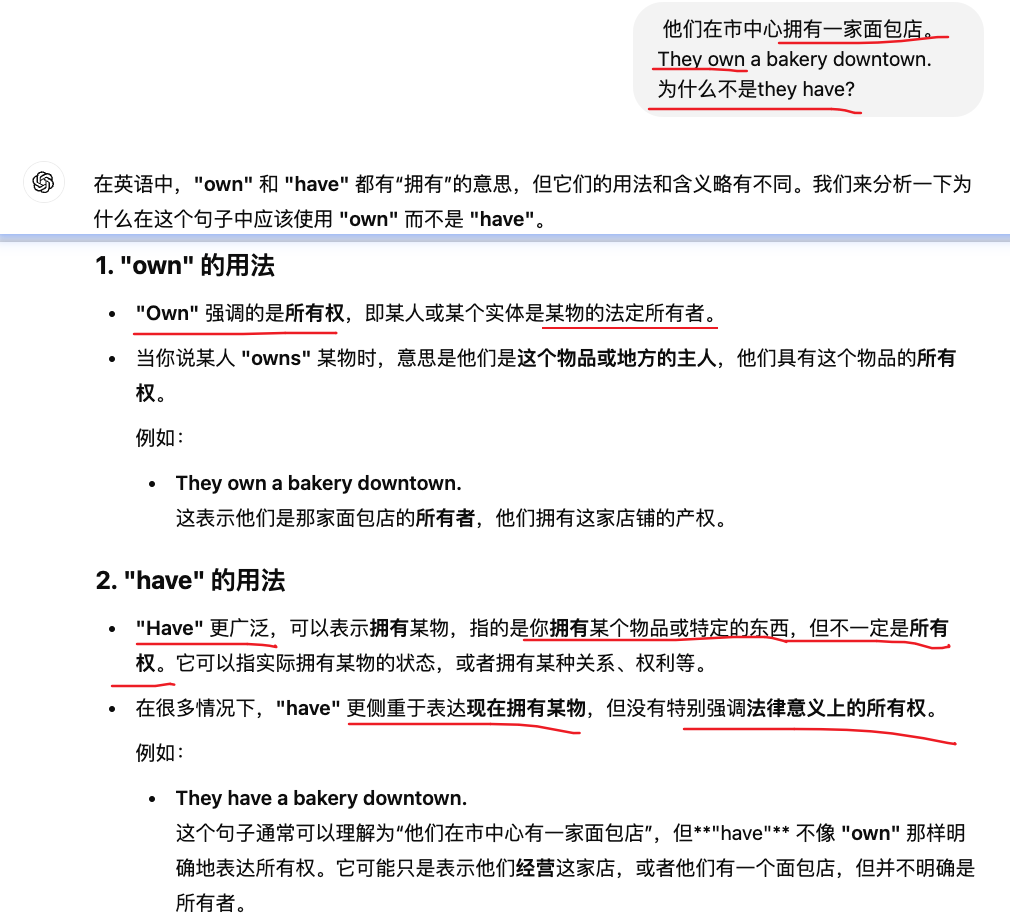 他们在市中心拥有一家面包店。
They own a bakery downtown.
为什么不是they have?
在英语中，"own" 和 "have" 都有“拥有”的意思，但它们的用法和含义略有不同。我们来分析一下为
什么在这个句子中应该使用 "own" 而不是 "have"。
1. "own" 的用法
• "Own" 强调的是所有权，即某人或某个实体是某物的法定所有者。
• 当你说某人 "owns" 某物时，意思是他们是这个物品或地方的主人，他们具有这个物品的所有
权。
例如：
• They own a bakery downtown.
这表示他们是那家面包店的所有者，他们拥有这家店铺的产权。
2. "have" 的用法
• "Have" 更广泛，可以表示拥有某物，指的是你拥有某个物品或特定的东西，但不一定是所有
权。它可以指实际拥有某物的状态，或者拥有某种关系、权利等。
• 在很多情况下，"have" 更侧重于表达现在拥有某物，但没有特别强调法律意义上的所有权。
例如：
• They have a bakery downtown.
这个句子通常可以理解为“他们在市中心有一家面包店”，但**"have"** 不像 "own" 那样明
确地表达所有权。它可能只是表示他们经营这家店，或者他们有一个面包店，但并不明确是
所有者。